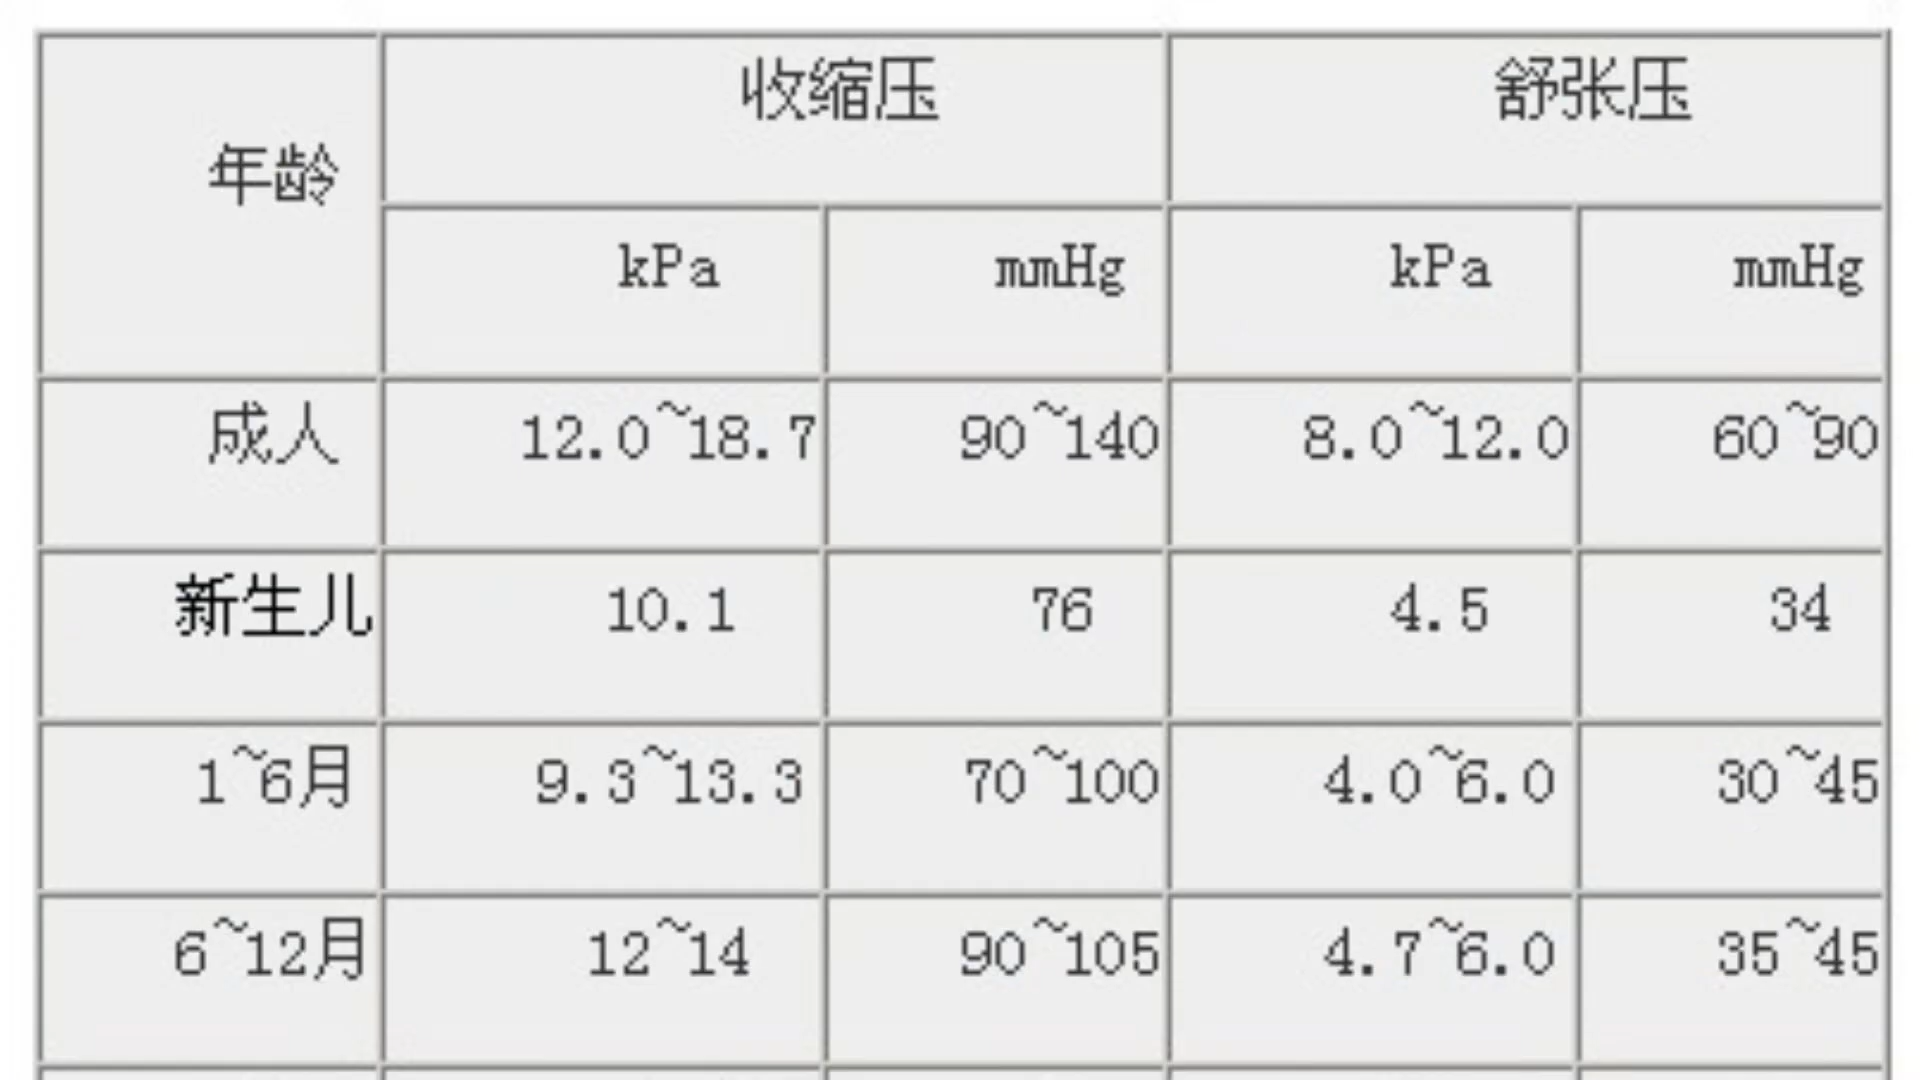 年龄 收缩压 舒张压
kPa mmHg kPa mmHg
成人 12.0~18.7 90~140 8.0~12.0 60~90
新生儿 10.1 76 4.5 34
1~6月 9.3~13.3 70~100 4.0~6.0 30~45
6~12月 12~14 90~105 4.7~6.0 35~45